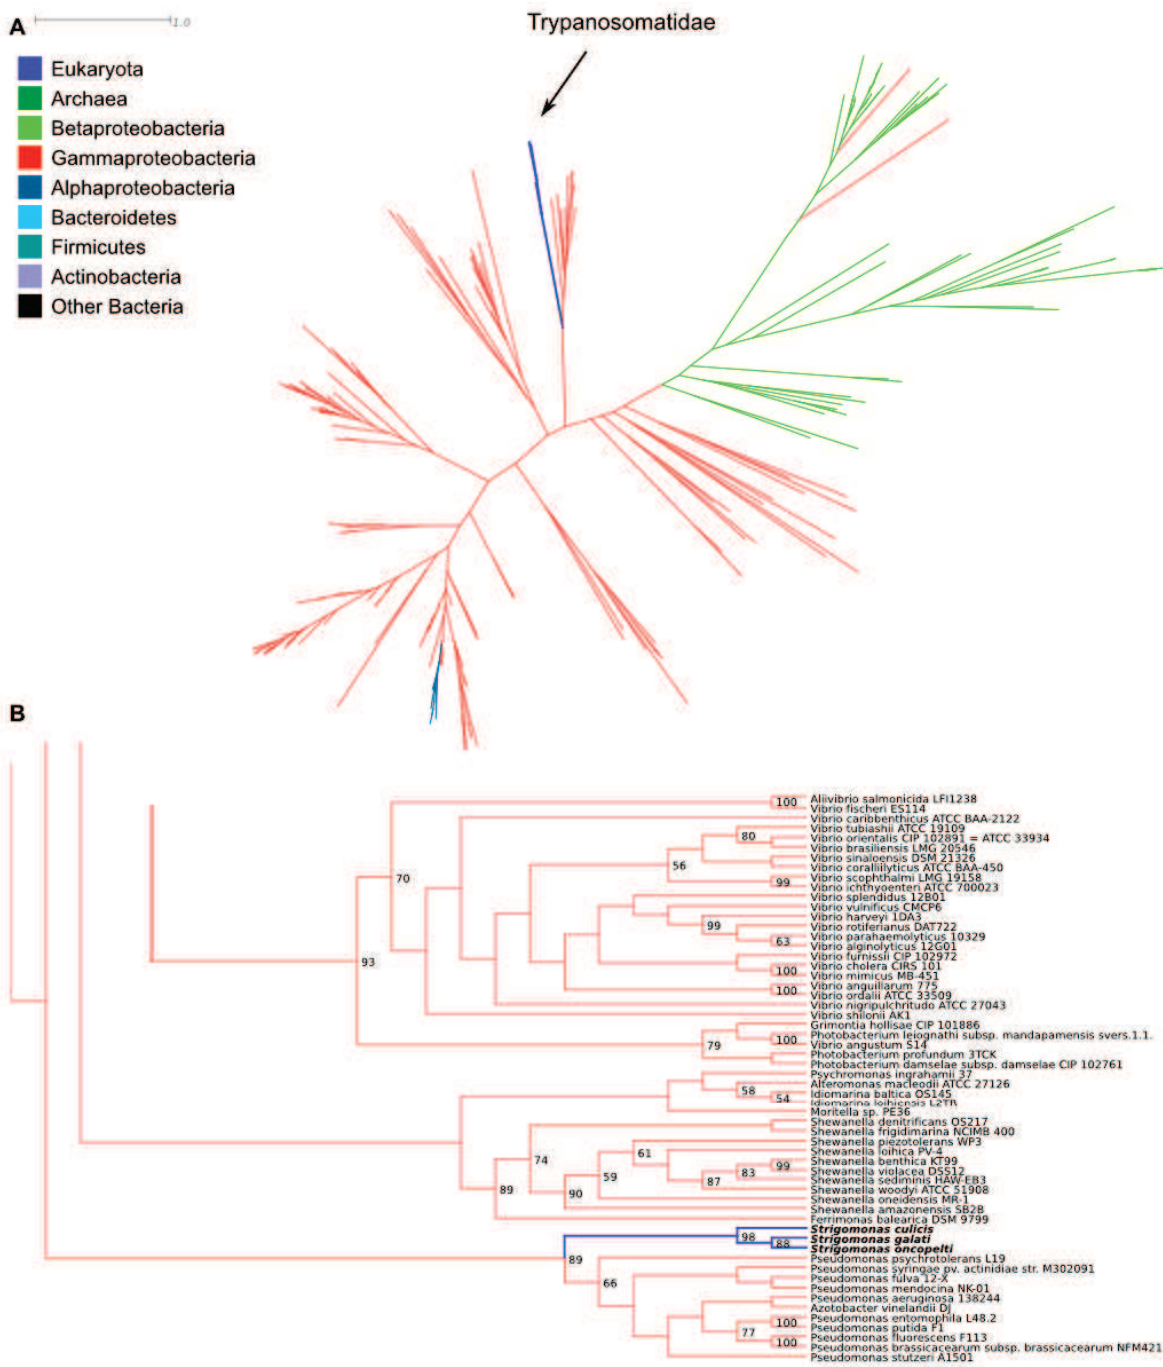 A
1.0
Trypanosomatidae
Eukaryota
Archaea
Betaproteobacteria
Gammaproteobacteria
Alphaproteobacteria
Bacteroidetes
Firmicutes
Actinobacteria
Other Bacteria
B
100 Aliivibrio salmonicida LFI1238
Vibrio fischeri ES114
Vibrio caribbenthicus ATCC BAA-2122
Vibrio tubiashii ATCC 19109
80 Vibrio orientalis CIP 102891 = ATCC 33934
Vibrio brasiliensis LMG 20546
Vibrio sinaloensis DSM 21326
56 Vibrio coralliilyticus ATCC BAA-450
70 99 Vibrio scophthalmi LMG 19158
Vibrio ichthyoenteri ATCC 700023
Vibrio splendidus 12B01
Vibrio vulnificus CMCP6
Vibrio harveyi 1DA3
99 Vibrio rotiferianus DAT722
63 Vibrio parahaemolyticus 10329
Vibrio alginolyticus 12G01
Vibrio furnissii CIP 102972
93 100 Vibrio cholera CIRS 101
Vibrio mimicus MB-451
100 Vibrio anguillarum 775
Vibrio ordalii ATCC 33509
Vibrio nigripulchritudo ATCC 27043
Vibrio shilonii AK1
Grimontia hollisae CIP 101886
100 Photobacterium leiognathi subsp. mandapamensis svers.1.1.
79 Vibrio angustum S14
Photobacterium profundum 3TCK
Photobacterium damselae subsp. damselae CIP 102761
Psychromonas ingrahamii 37
58 Alteromonas macleodii ATCC 27126
54 Idiomarina baltica OS145
Idiomarina loihiensis L2TR
Moritella sp. PE36
Shewanella denitrificans OS217
Shewanella frigidimarina NCIMB 400
Shewanella piezotolerans WP3
61 Shewanella loihica PV-4
74 99 Shewanella benthica KT99
83 Shewanella violacea DSS12
59 87 Shewanella sediminis HAW-EB3
89 90 Shewanella woodyi ATCC 51908
Shewanella oneidensis MR-1
Shewanella amazonensis SB2B
Ferrimonas balearica DSM 9799
Strigomonas culicis
98 Strigomonas galati
88 Strigomonas oncopelti
89 Pseudomonas psychrotolerans L19
Pseudomonas syringae pv. actinidiae str. M302091
66 Pseudomonas fulva 12-X
Pseudomonas mendocina NK-01
Pseudomonas aeruginosa 138244
Azotobacter vinelandii DJ
100 Pseudomonas entomophila L48.2
77 Pseudomonas putida F1
100 Pseudomonas fluorescens F113
Pseudomonas brassicacearum subsp. brassicacearum NFM421
Pseudomonas stutzeri A1501